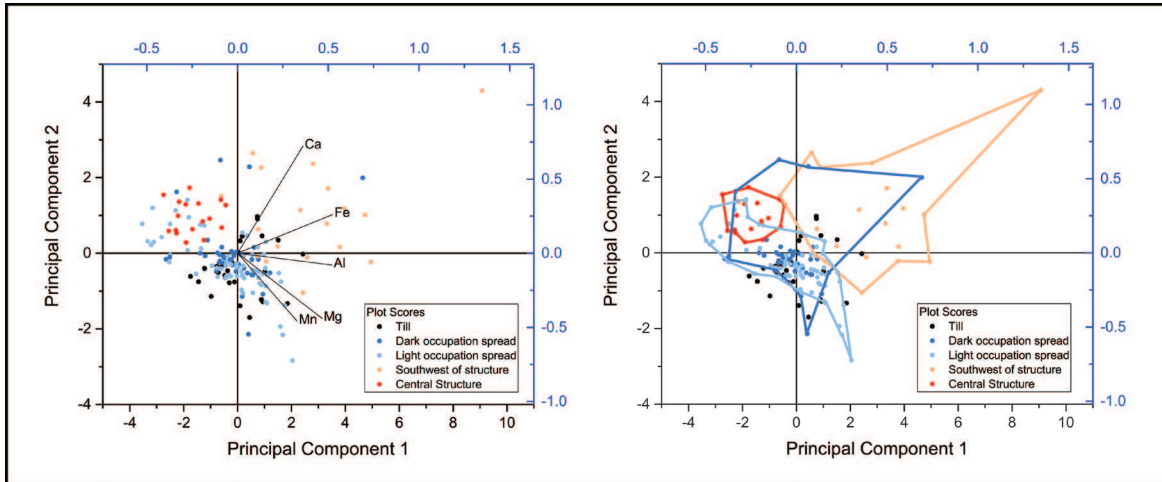 -0.5 0.0 0.5 1.0 1.5
4
2
0
-2
-4
Principal Component 2
1.0
0.5
0.0
-0.5
-1.0
Ca
Fe
Al
Mg
Mn
Plot Scores
Till
Dark occupation spread
Light occupation spread
Southwest of structure
Central Structure
-4 -2 0 2 4 6 8 10
Principal Component 1
-0.5 0.0 0.5 1.0 1.5
4
2
0
-2
-4
Principal Component 2
1.0
0.5
0.0
-0.5
-1.0
Plot Scores
Till
Dark occupation spread
Light occupation spread
Southwest of structure
Central Structure
-4 -2 0 2 4 6 8 10
Principal Component 1